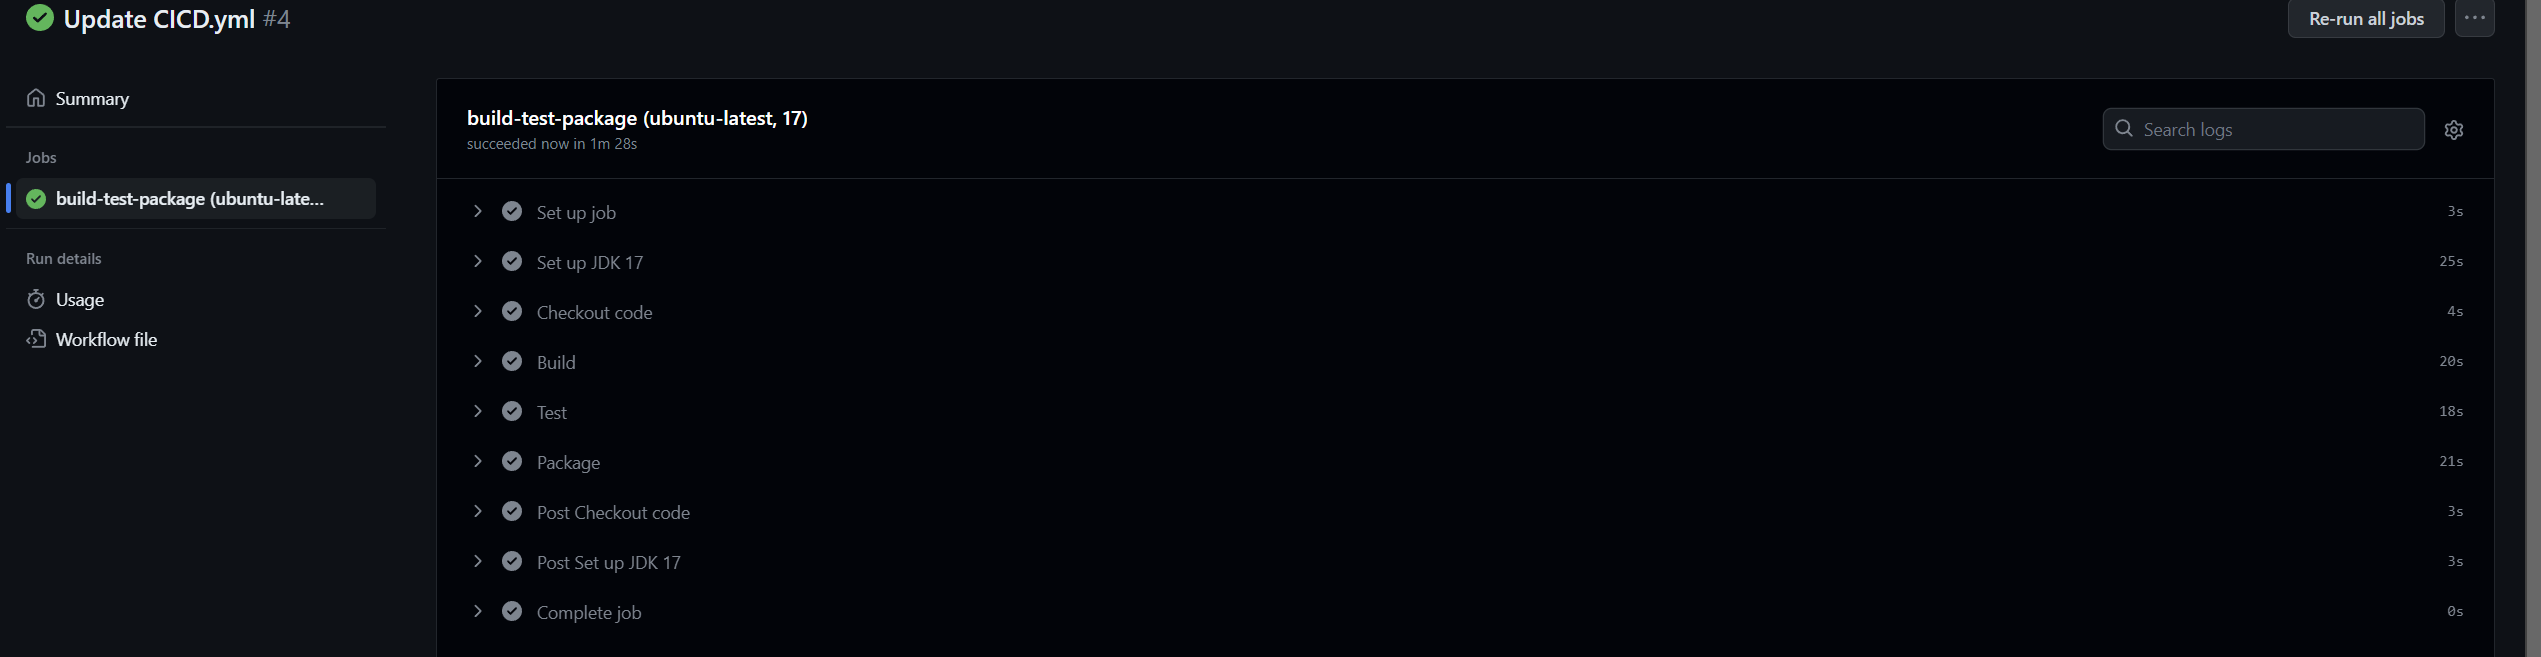 Update CICD.yml #4
Re-run all jobs
Summary
Jobs
build-test-package (ubuntu-late...
Run details
Usage
Workflow file
build-test-package (ubuntu-latest, 17)
succeeded now in 1m 28s
Search logs
Set up job 3s
Set up JDK 17 25s
Checkout code 4s
Build 20s
Test 18s
Package 21s
Post Checkout code 3s
Post Set up JDK 17 3s
Complete job 0s